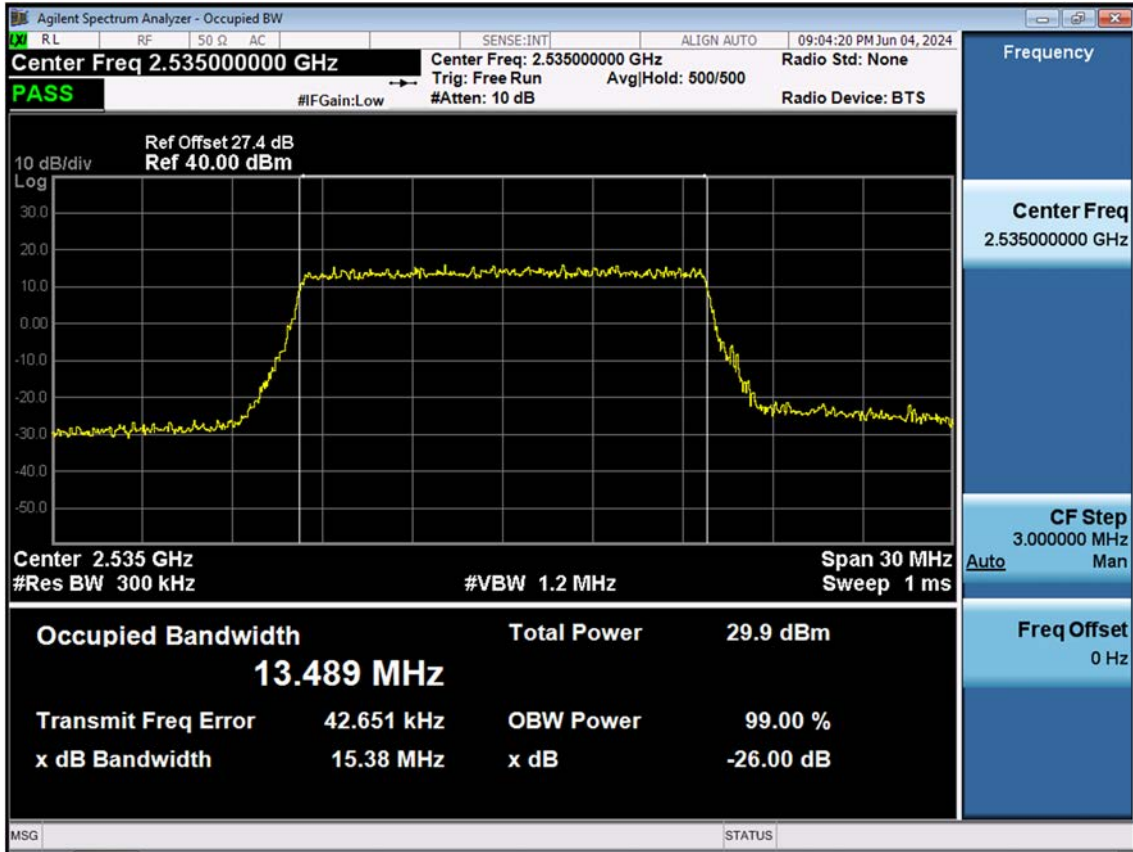 Agilent Spectrum Analyzer - Occupied BW
LXI RL RF 50 Ω AC SENSE:INT ALIGN AUTO 09:04:20 PM Jun 04, 2024
Center Freq 2.535000000 GHz
PASS
#IFGain:Low
Center Freq: 2.535000000 GHz
Trig: Free Run Avg|Hold: 500/500
#Atten: 10 dB
Radio Std: None
Radio Device: BTS
Frequency
Ref Offset 27.4 dB
10 dB/div Ref 40.00 dBm
Log
30.0
20.0
10.0
0.00
-10.0
-20.0
-30.0
-40.0
-50.0
Center Freq
2.535000000 GHz
Center 2.535 GHz Span 30 MHz
#Res BW 300 kHz #VBW 1.2 MHz Sweep 1 ms
CF Step
3.000000 MHz
Auto Man
Occupied Bandwidth Total Power 29.9 dBm
13.489 MHz
Transmit Freq Error 42.651 kHz OBW Power 99.00 %
x dB Bandwidth 15.38 MHz x dB -26.00 dB
Freq Offset
0 Hz
MSG STATUS